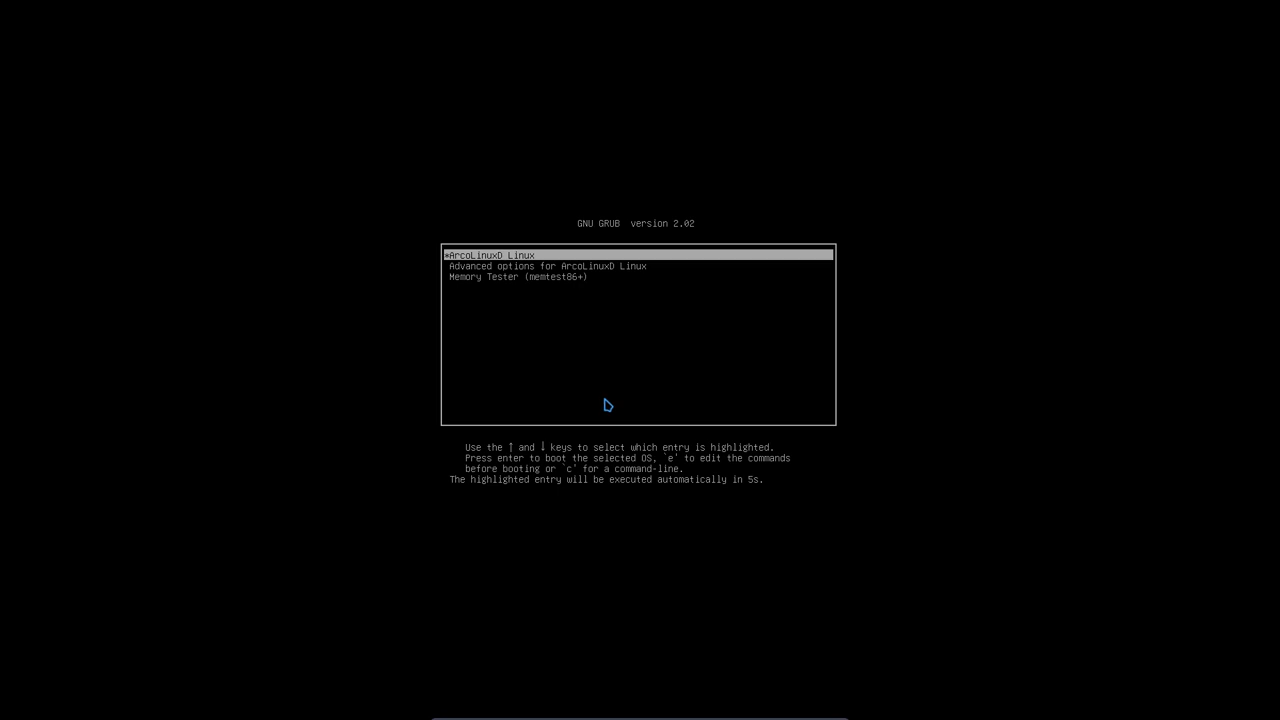 GNU GRUB  version 2.02
*ArcoLinuxD Linux
Advanced options for ArcoLinuxD Linux
Memory Tester (memtest86+)
Use the ↑ and ↓ keys to select which entry is highlighted.
Press enter to boot the selected OS, `e' to edit the commands
before booting or `c' for a command-line.
The highlighted entry will be executed automatically in 5s.